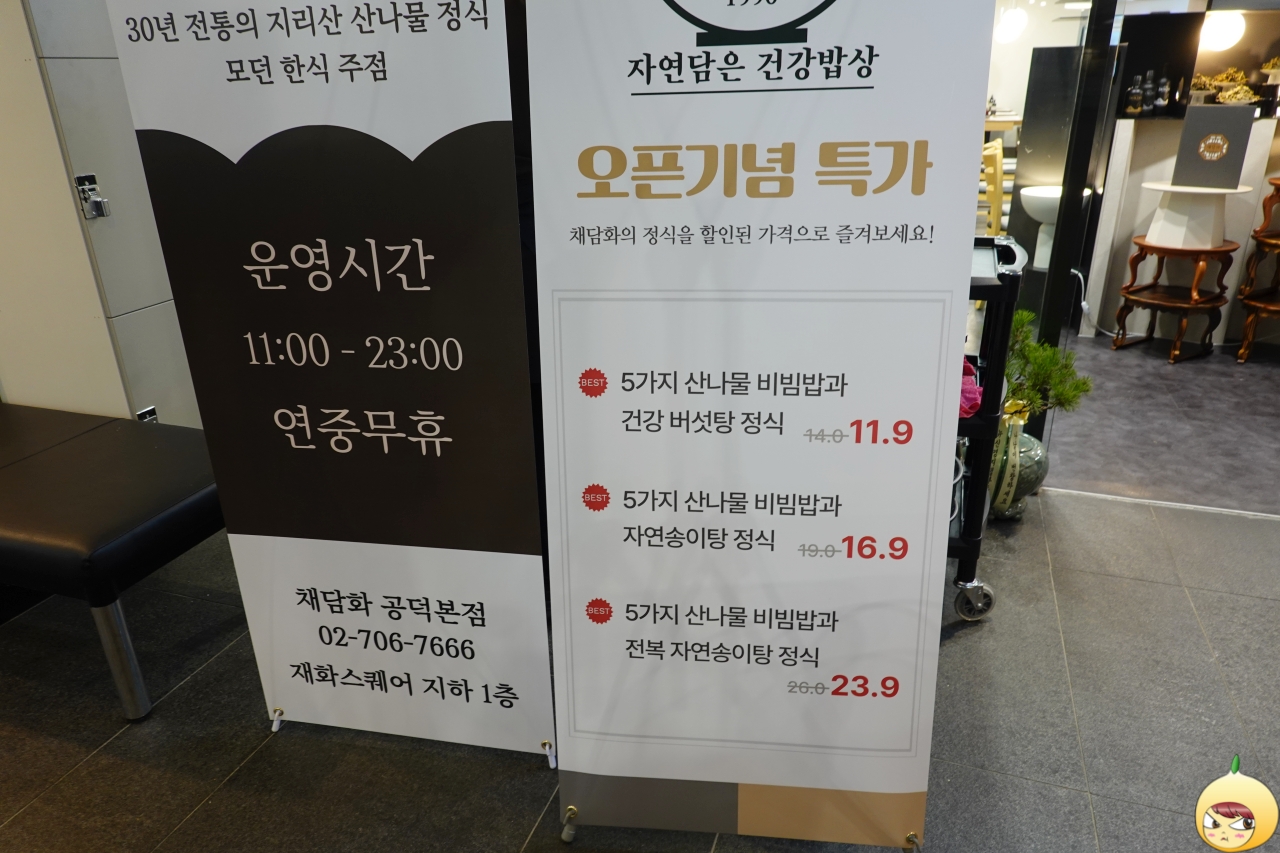 30년 전통의 지리산 산나물 정식
모던 한식 주점
운영시간
11:00 - 23:00
연중무휴
채담화 공덕본점
02-706-7666
재화스퀘어 지하 1층
자연담은 건강밥상
오픈기념 특가
채담화의 정식을 할인된 가격으로 즐겨보세요!
BEST 5가지 산나물 비빔밥과
건강 버섯탕 정식 14.0 11.9
BEST 5가지 산나물 비빔밥과
자연송이탕 정식 19.0 16.9
BEST 5가지 산나물 비빔밥과
전복 자연송이탕 정식
26.0 23.9